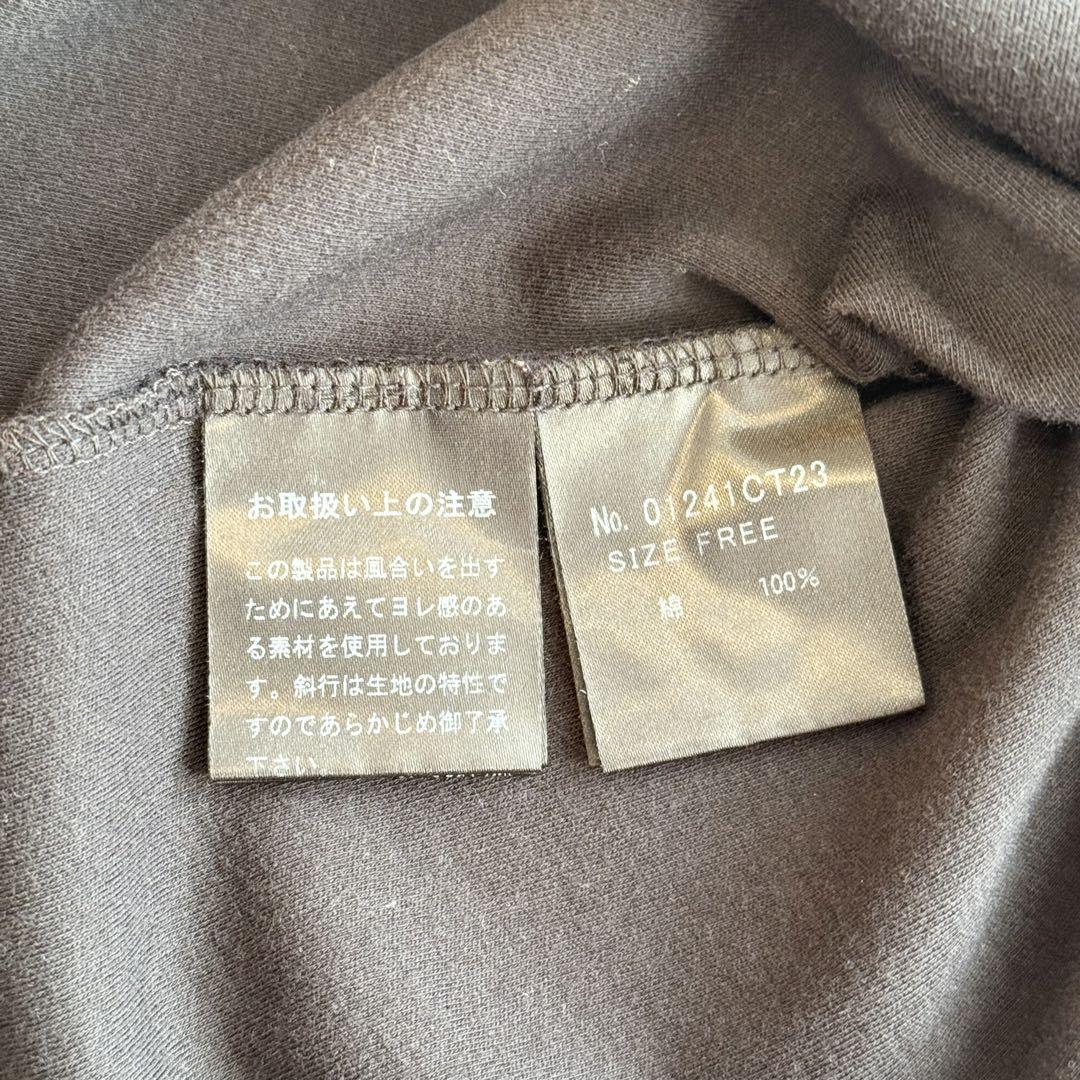 お取扱い上の注意
この製品は風合いを出す
ためにあえてヨレ感のあ
る素材を使用しておりま
す。斜行は生地の特性で
すのであらかじめ御了承
下さい。
No. 01241CT23
SIZE FREE
綿 100%